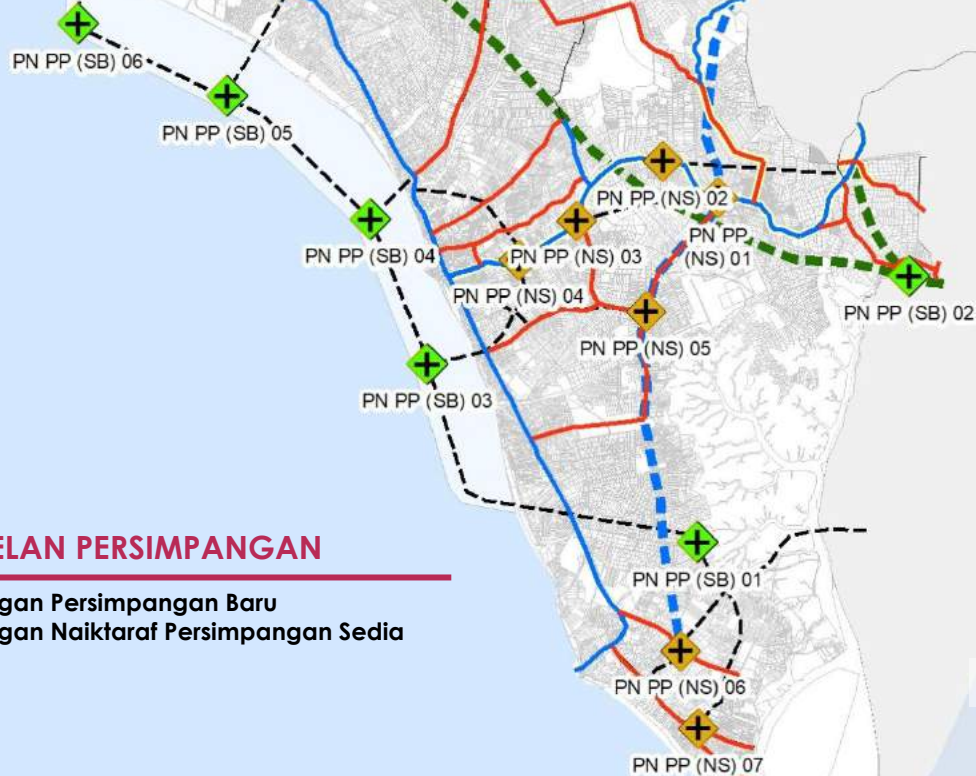 PN PP (SB) 06
PN PP (SB) 05
PN PP (SB) 04
PN PP (SB) 03
PN PP (NS) 02
PN PP (NS) 03
PN PP
(NS) 01
PN PP (NS) 04
PN PP (SB) 02
PN PP (NS) 05
ELAN PERSIMPANGAN
gan Persimpangan Baru
gan Naiktaraf Persimpangan Sedia
PN PP (SB) 01
PN PP (NS) 06
PN PP (NS) 07